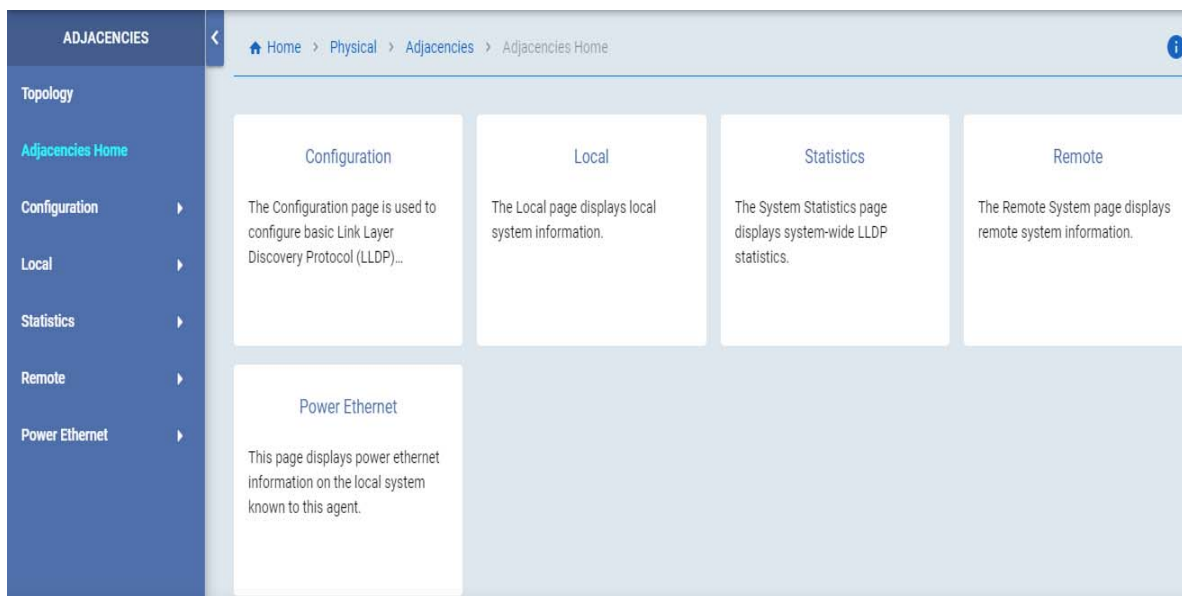 ADJACENCIES
Topology
Adjacencies Home
Configuration
Local
Statistics
Remote
Power Ethernet
Home > Physical > Adjacencies > Adjacencies Home
Configuration
The Configuration page is used to
configure basic Link Layer
Discovery Protocol (LLDP)...
Local
The Local page displays local
system information.
Statistics
The System Statistics page
displays system-wide LLDP
statistics.
Remote
The Remote System page displays
remote system information.
Power Ethernet
This page displays power ethernet
information on the local system
known to this agent.